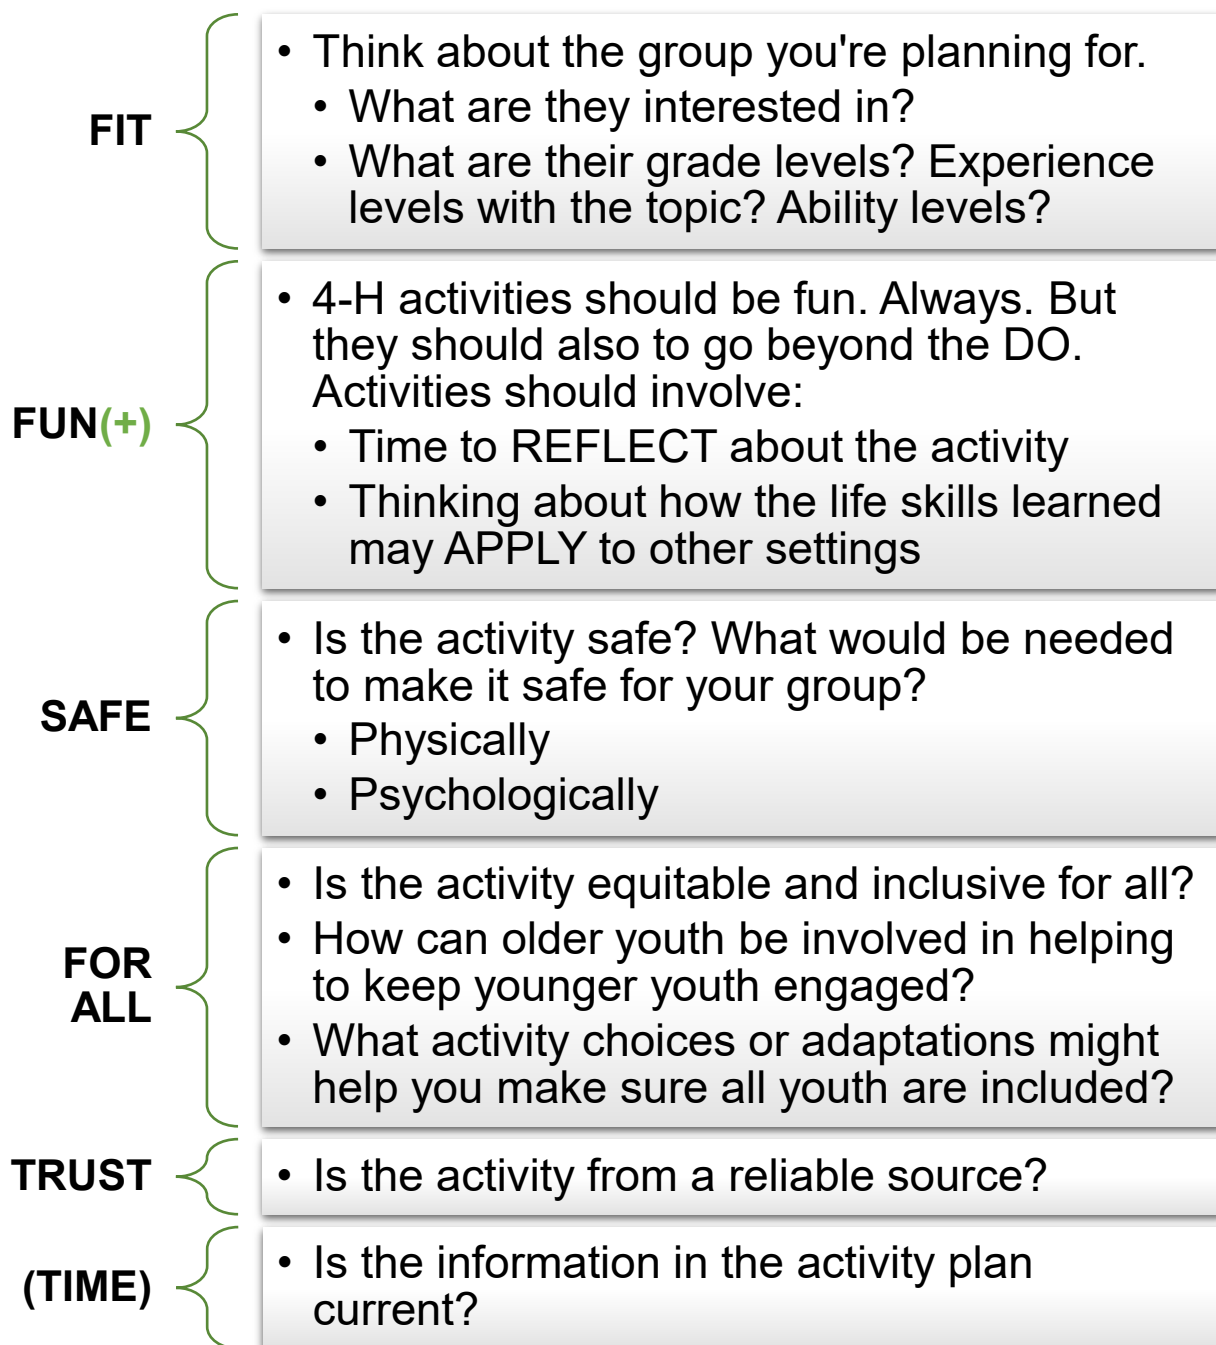 FIT
• Think about the group you're planning for.
• What are they interested in?
• What are their grade levels? Experience
levels with the topic? Ability levels?
FUN(+)
• 4-H activities should be fun. Always. But
they should also to go beyond the DO.
Activities should involve:
• Time to REFLECT about the activity
• Thinking about how the life skills learned
may APPLY to other settings
SAFE
• Is the activity safe? What would be needed
to make it safe for your group?
• Physically
• Psychologically
FOR
ALL
• Is the activity equitable and inclusive for all?
• How can older youth be involved in helping
to keep younger youth engaged?
• What activity choices or adaptations might
help you make sure all youth are included?
TRUST
• Is the activity from a reliable source?
(TIME)
• Is the information in the activity plan
current?